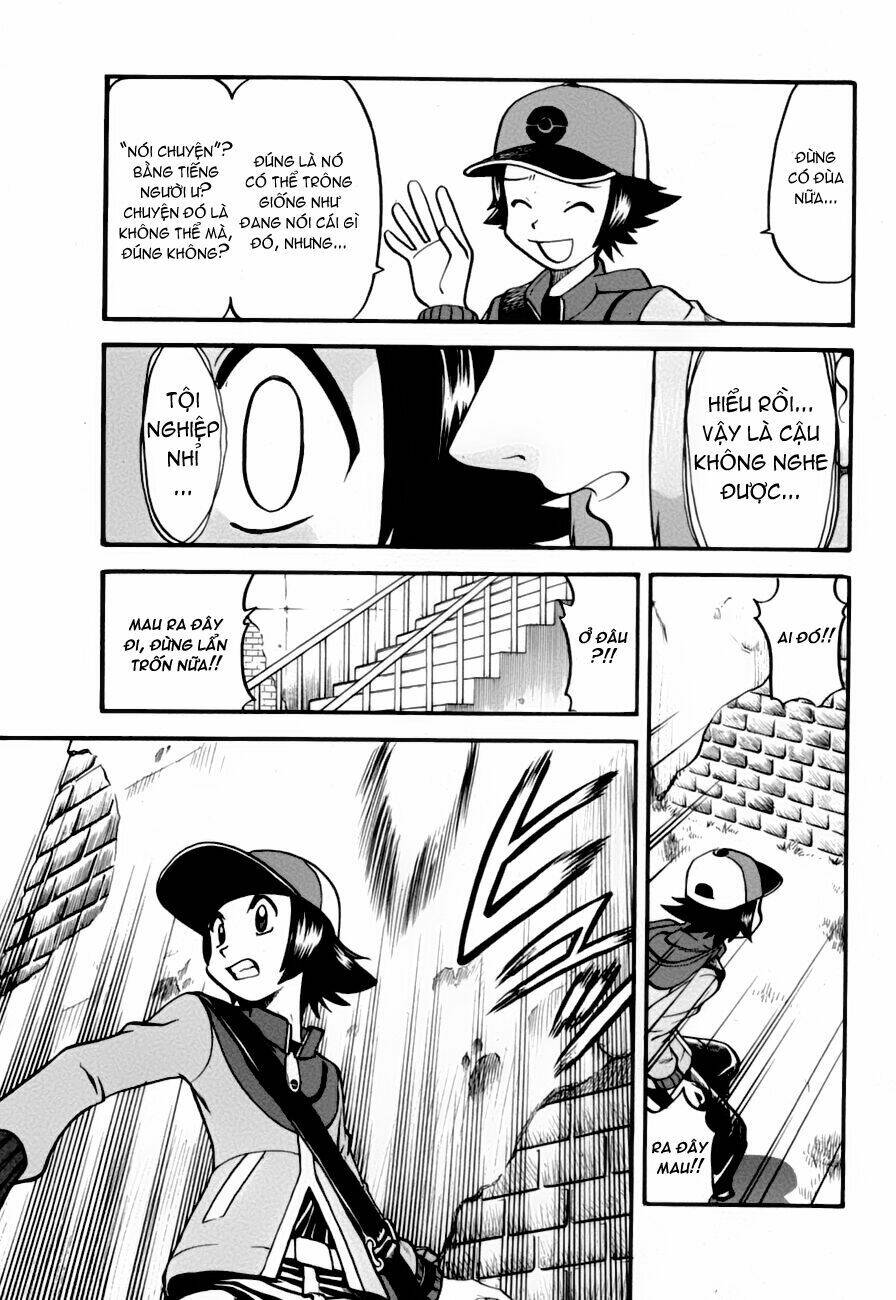 ĐỪNG
CÓ ĐÙA
NỮA...
ĐÚNG LÀ NÓ
CÓ THỂ TRÔNG
GIỐNG NHƯ
ĐANG NÓI CÁI GÌ
ĐÓ, NHƯNG...
"NÓI CHUYỆN"?
BẰNG TIẾNG
NGƯỜI Ư?
CHUYỆN ĐÓ LÀ
KHÔNG THỂ MÀ,
ĐÚNG KHÔNG?
HIỂU RỒI...
VẬY LÀ CẬU
KHÔNG NGHE
ĐƯỢC...
TỘI
NGHIỆP
NHỈ
...
AI ĐÓ!!
Ở ĐÂU
?!!
MAU RA ĐÂY
ĐI, ĐỪNG LẨN
TRỐN NỮA!!
RA ĐÂY
MAU!!